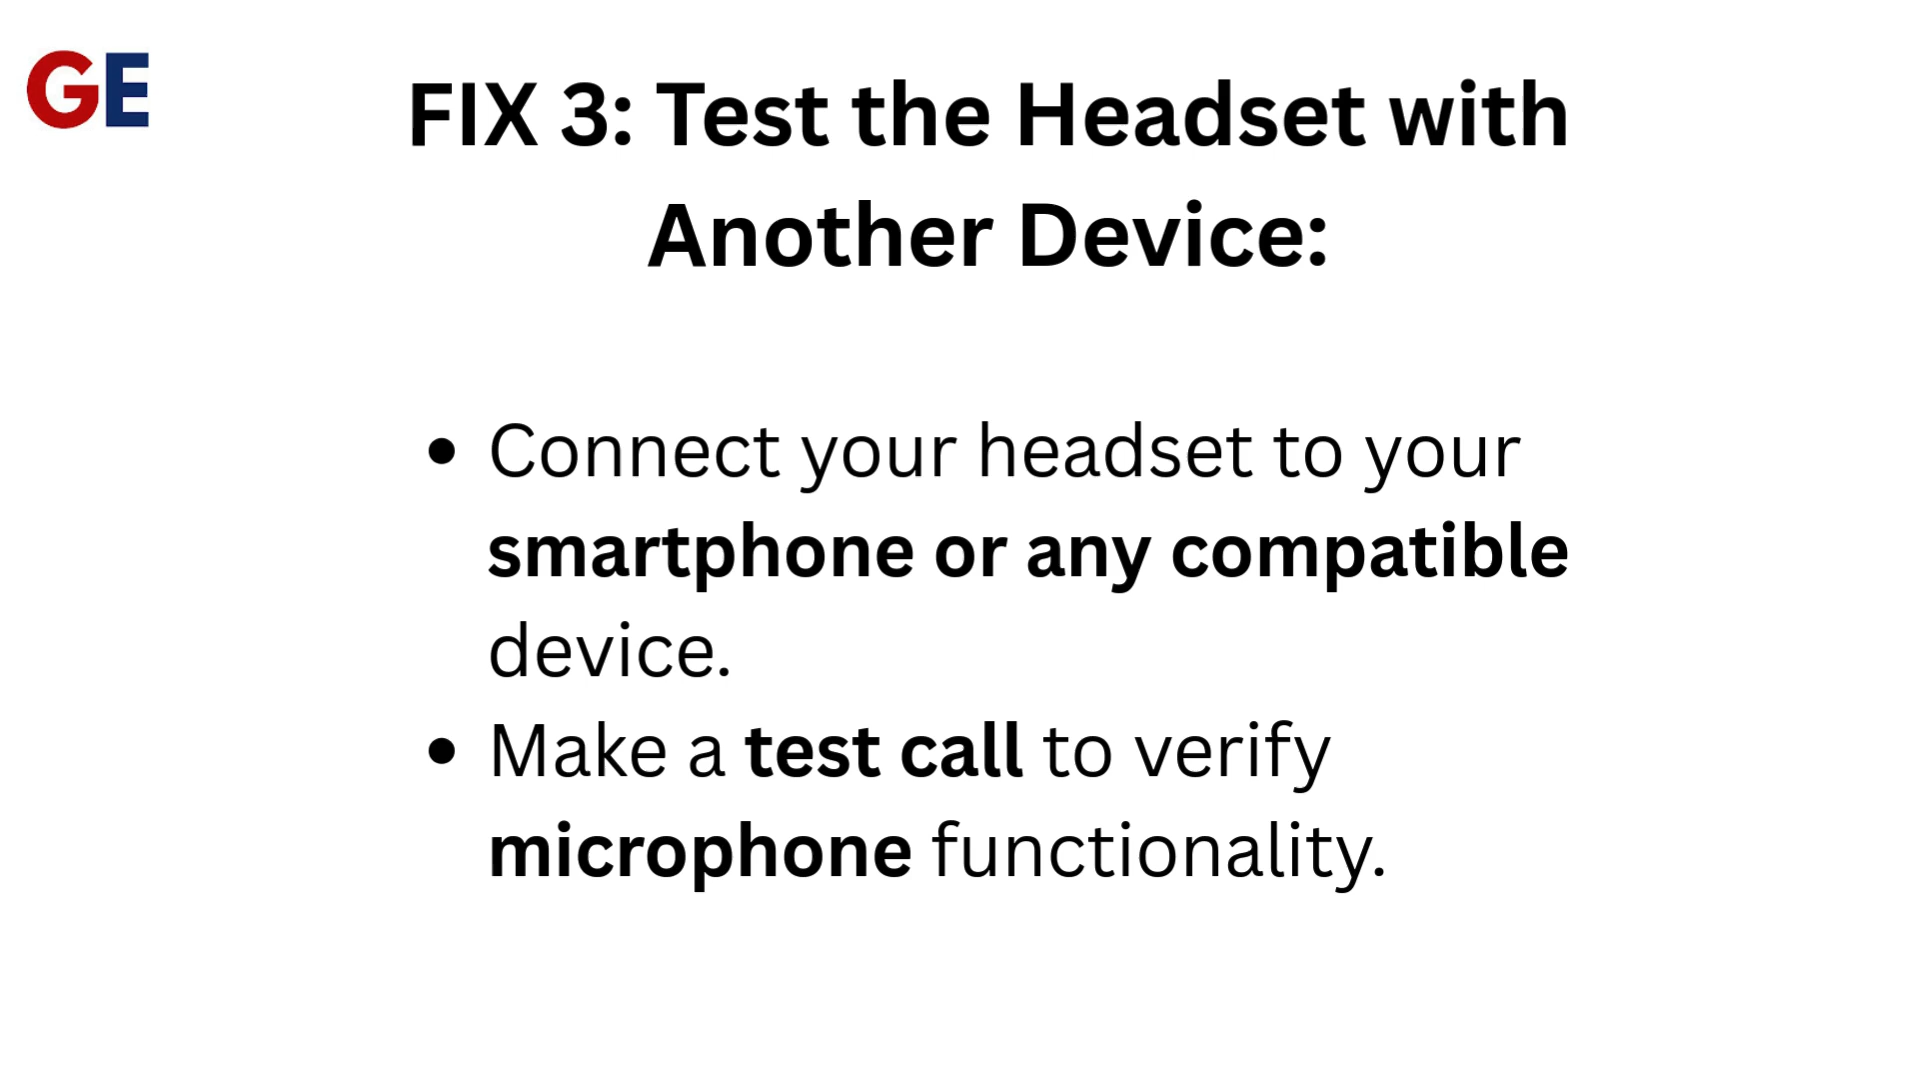 GE
FIX 3: Test the Headset with
Another Device:
• Connect your headset to your
smartphone or any compatible
device.
• Make a test call to verify
microphone functionality.